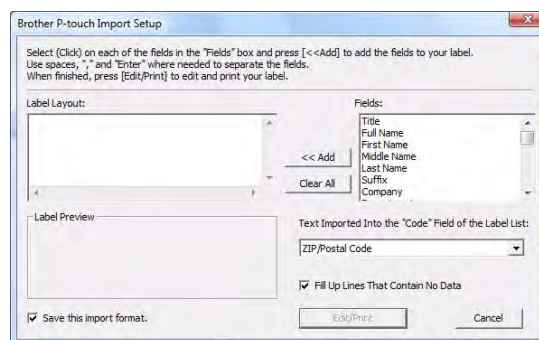 Brother P-touch Import Setup
Select (Click) on each of the fields in the "Fields" box and press [<<Add] to add the fields to your label.
Use spaces, "," and "Enter" where needed to separate the fields.
When finished, press [Edit/Print] to edit and print your label.
Label Layout:
Fields:
Title
Full Name
First Name
Middle Name
Last Name
Suffix
Company
<< Add
Clear All
Label Preview
Text Imported Into the "Code" Field of the Label List:
ZIP/Postal Code
Fill Up Lines That Contain No Data
Save this import format.
Edit/Print
Cancel